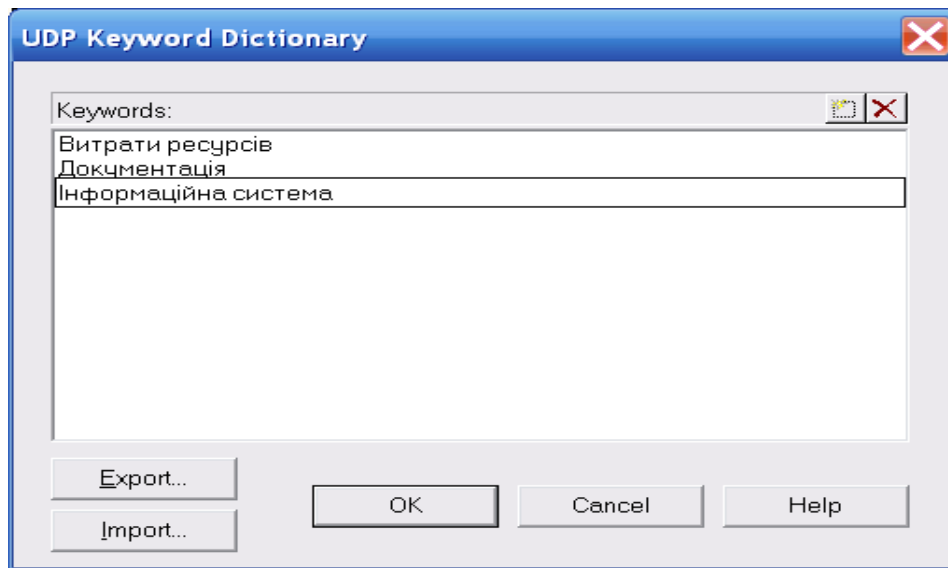 UDP Keyword Dictionary
Keywords:
Витрати ресурсів
Документація
Інформаційна система
Export...
Import...
OK
Cancel
Help